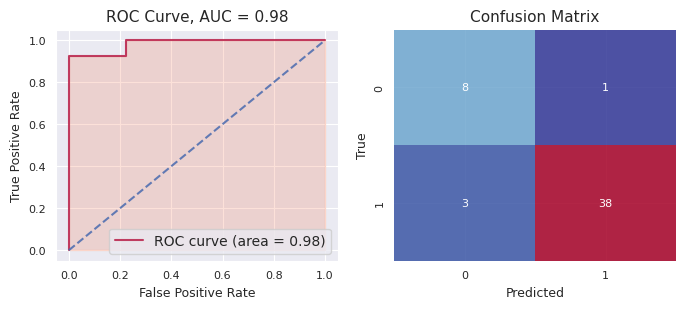 ROC Curve, AUC = 0.98
True Positive Rate
1.0
0.8
0.6
0.4
0.2
0.0
ROC curve (area = 0.98)
0.0 0.2 0.4 0.6 0.8 1.0
False Positive Rate
Confusion Matrix
True
0
1
8 1
3 38
0 1
Predicted